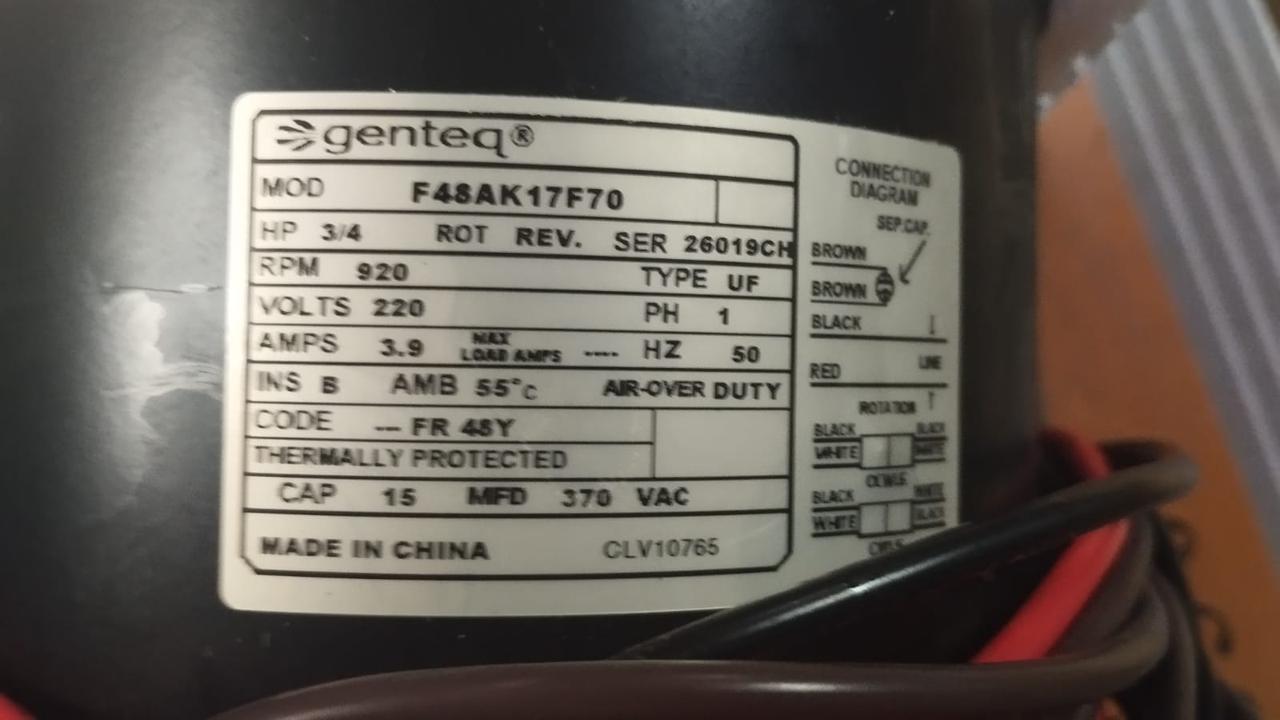 genteq®
MOD F48AK17F70
HP 3/4 ROT REV. SER 26019CH
RPM 920 TYPE UF
VOLTS 220 PH 1
AMPS 3.9 MAX LOAD AMPS ---- HZ 50
INS B AMB 55°C AIR-OVER DUTY
CODE --- FR 48Y
THERMALLY PROTECTED
CAP 15 MFD 370 VAC
MADE IN CHINA CLV10765
CONNECTION
DIAGRAM
SEP.CAP.
BROWN
BROWN
BLACK
LINE
RED
ROTATION
BLACK BLACK
WHITE WHITE
BLACK WHITE
WHITE BLACK